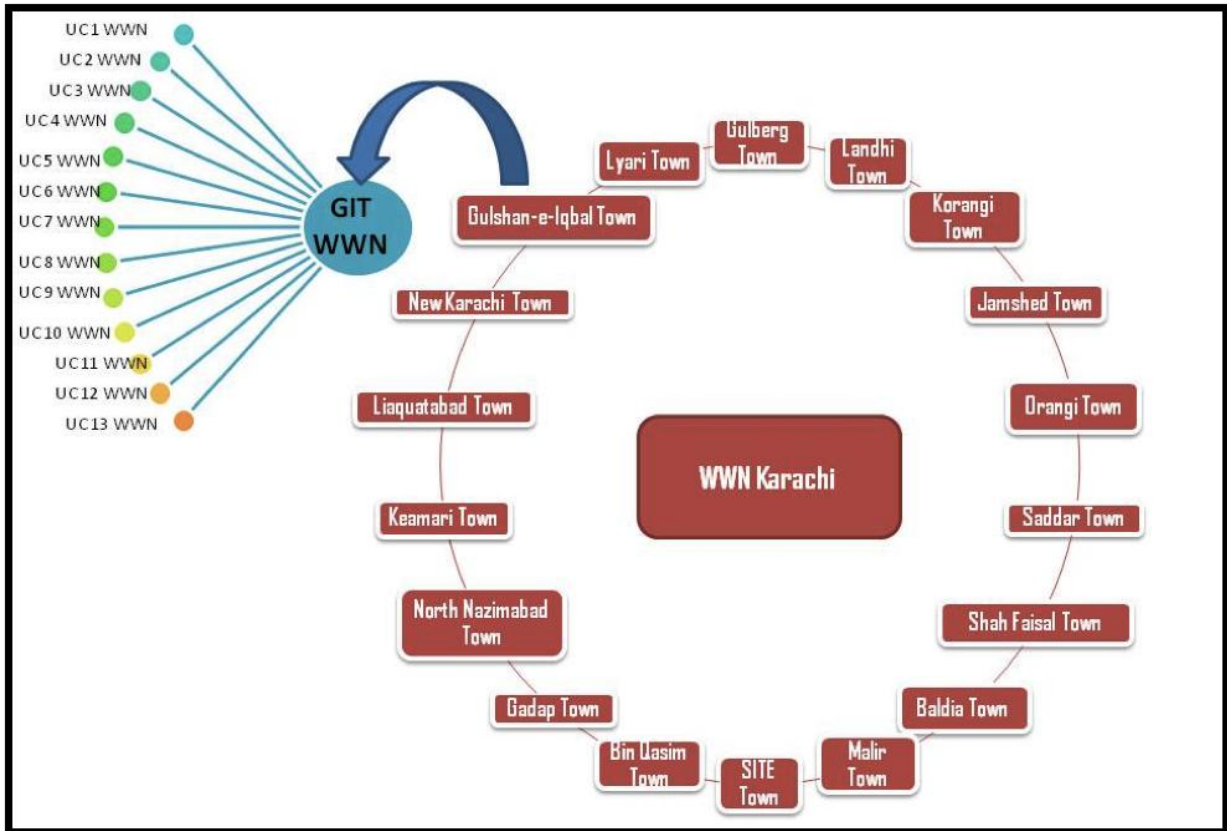 UC1 WWN
UC2 WWN
UC3 WWN
UC4 WWN
UC5 WWN
UC6 WWN
UC7 WWN
UC8 WWN
UC9 WWN
UC10 WWN
UC11 WWN
UC12 WWN
UC13 WWN
GIT
WWN
Gulberg
Town
Landhi
Town
Korangi
Town
Jamshed Town
Orangi Town
Saddar Town
Shah Faisal Town
Baldia Town
Malir
Town
SITE
Town
Bin Qasim
Town
Gadap Town
North Nazimabad
Town
Keamari Town
Liaquatabad Town
New Karachi Town
Gulshan-e-Iqbal Town
Lyari Town
WWN Karachi